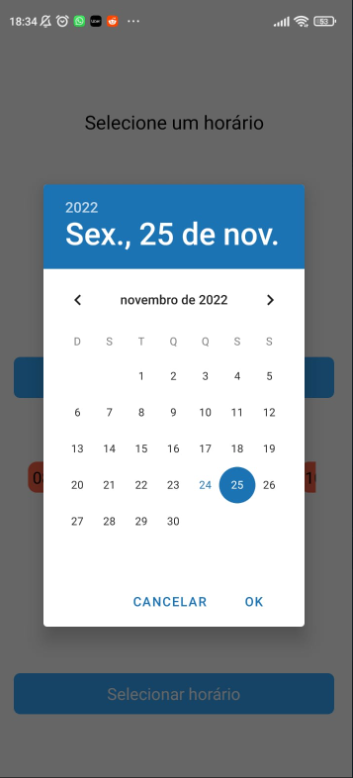 18:34
53
Selecione um horário
2022
Sex., 25 de nov.
novembro de 2022
D S T Q Q S S
1 2 3 4 5
6 7 8 9 10 11 12
13 14 15 16 17 18 19
20 21 22 23 24 25 26
27 28 29 30
CANCELAR OK
Selecionar horário